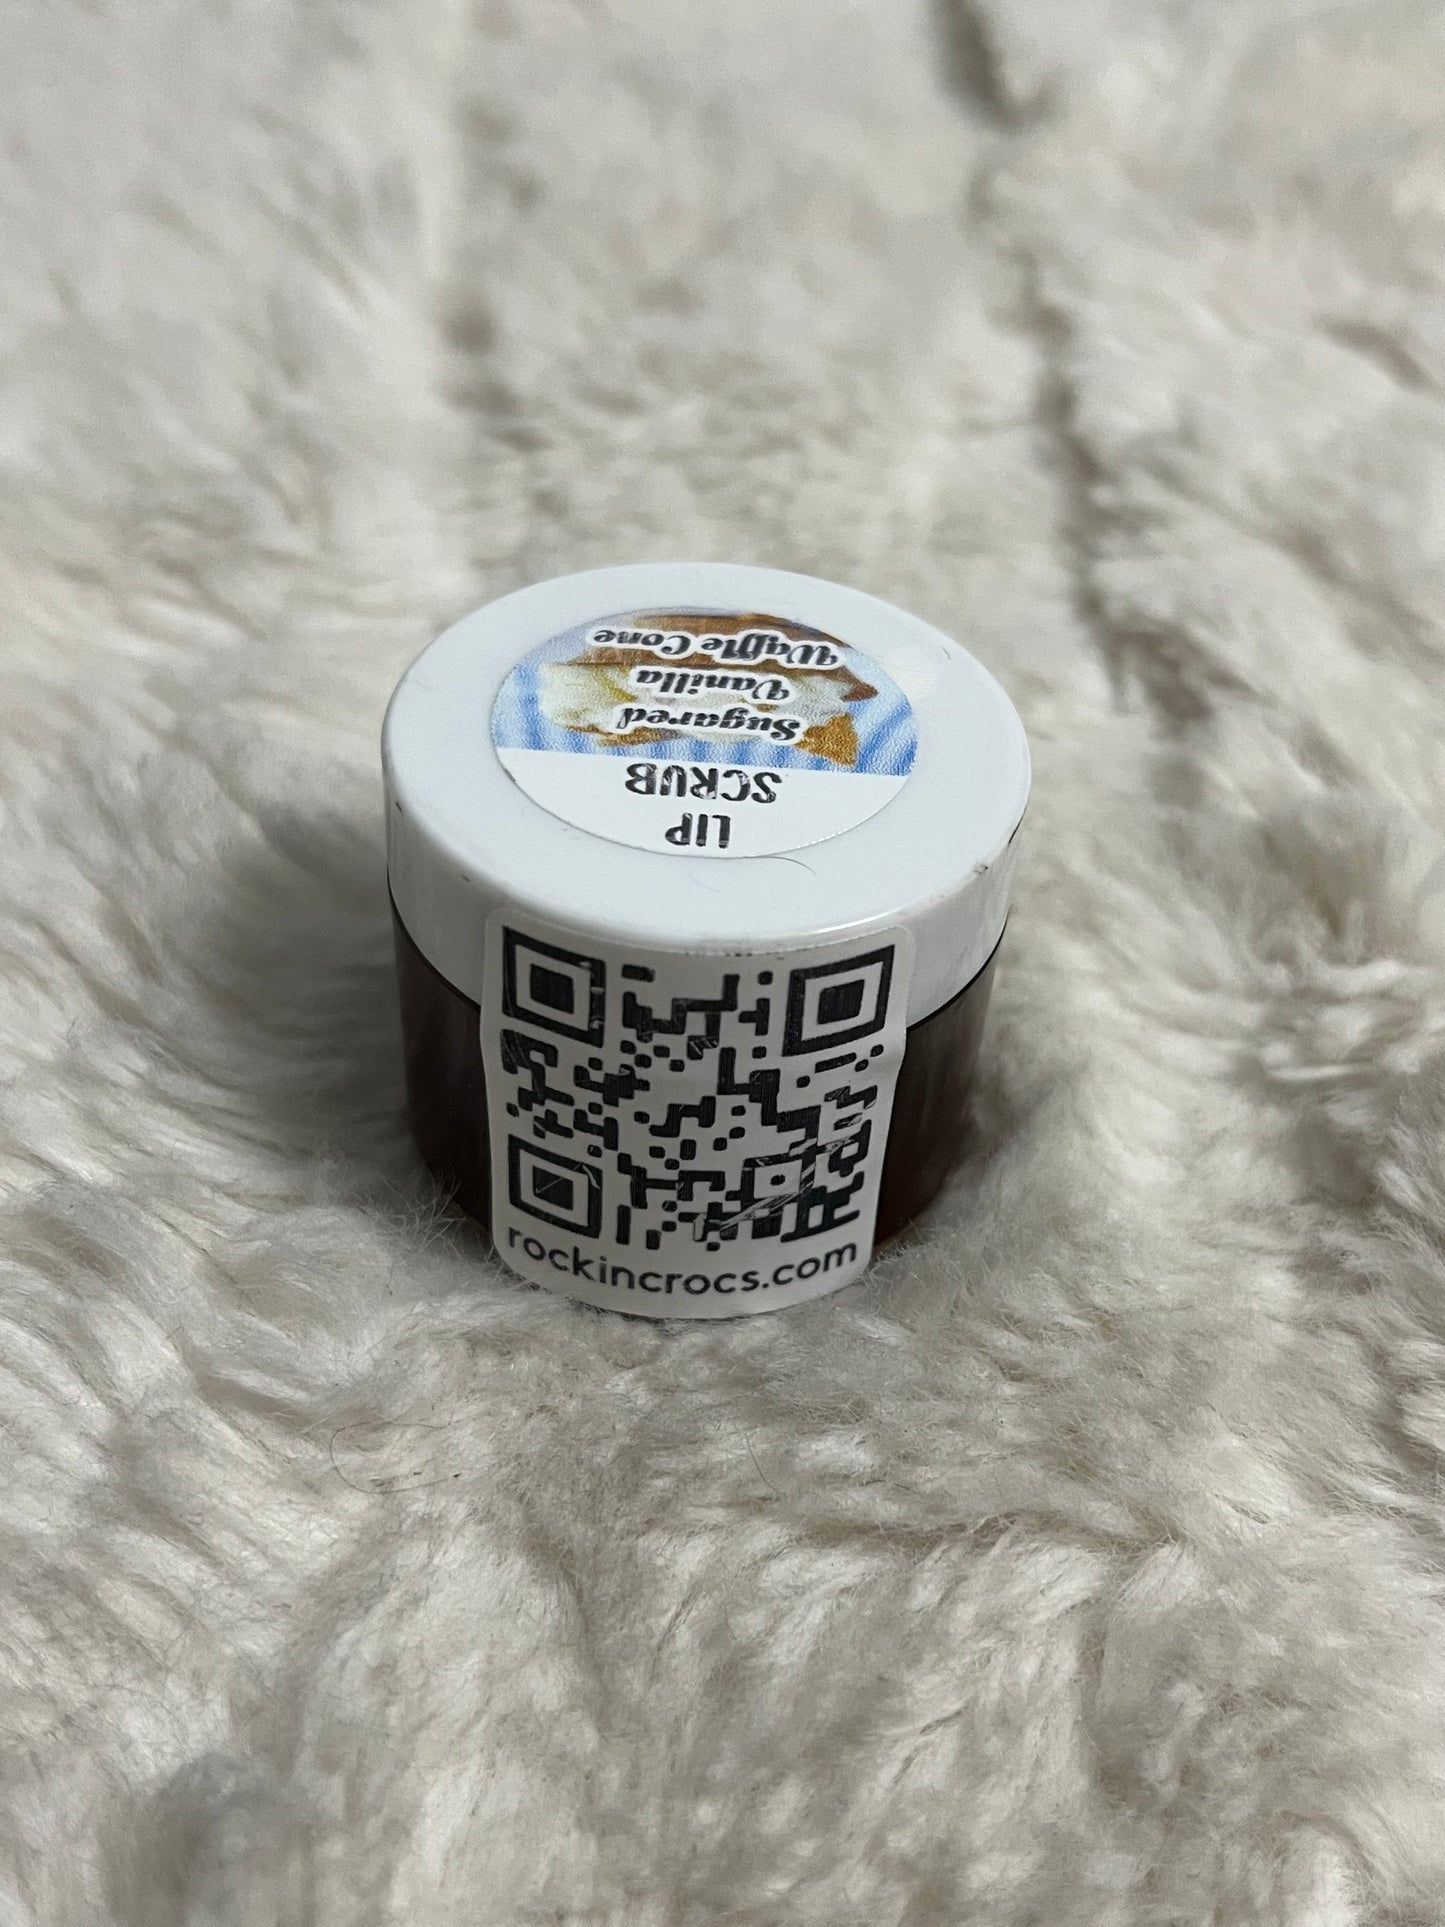 LIP
SCRUB
Sugared
Vanilla
Waffle Cone
rockincrocs.com